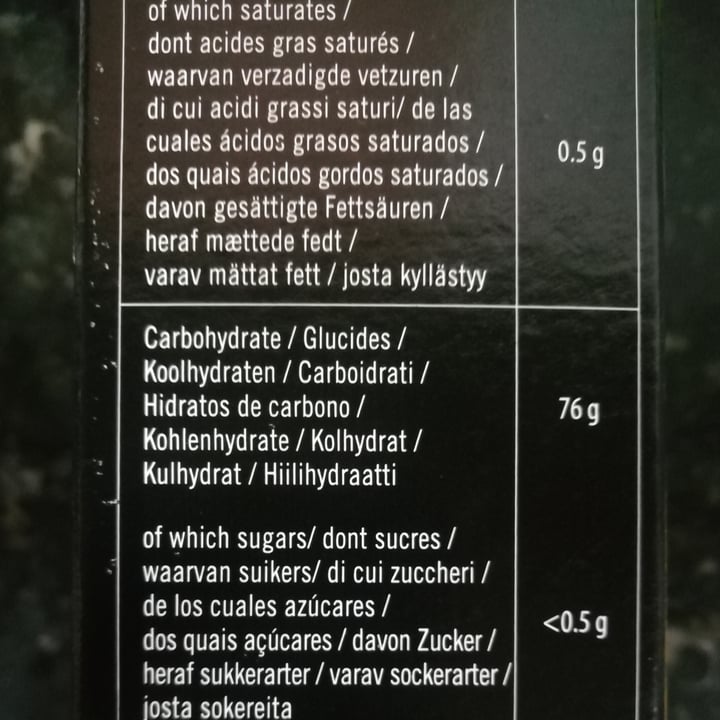 of which saturates /
dont acides gras saturés /
waarvan verzadigde vetzuren /
di cui acidi grassi saturi/ de las
cuales ácidos grasos saturados /
dos quais ácidos gordos saturados /
davon gesättigte Fettsäuren /
heraf mættede fedt /
varav mättat fett / josta kyllästyy
0.5 g
Carbohydrate / Glucides /
Koolhydraten / Carboidrati /
Hidratos de carbono /
Kohlenhydrate / Kolhydrat /
Kulhydrat / Hiilihydraatti
76 g
of which sugars/ dont sucres /
waarvan suikers/ di cui zuccheri /
de los cuales azúcares /
dos quais açúcares / davon Zucker /
heraf sukkerarter / varav sockerarter /
josta sokereita
<0.5 g